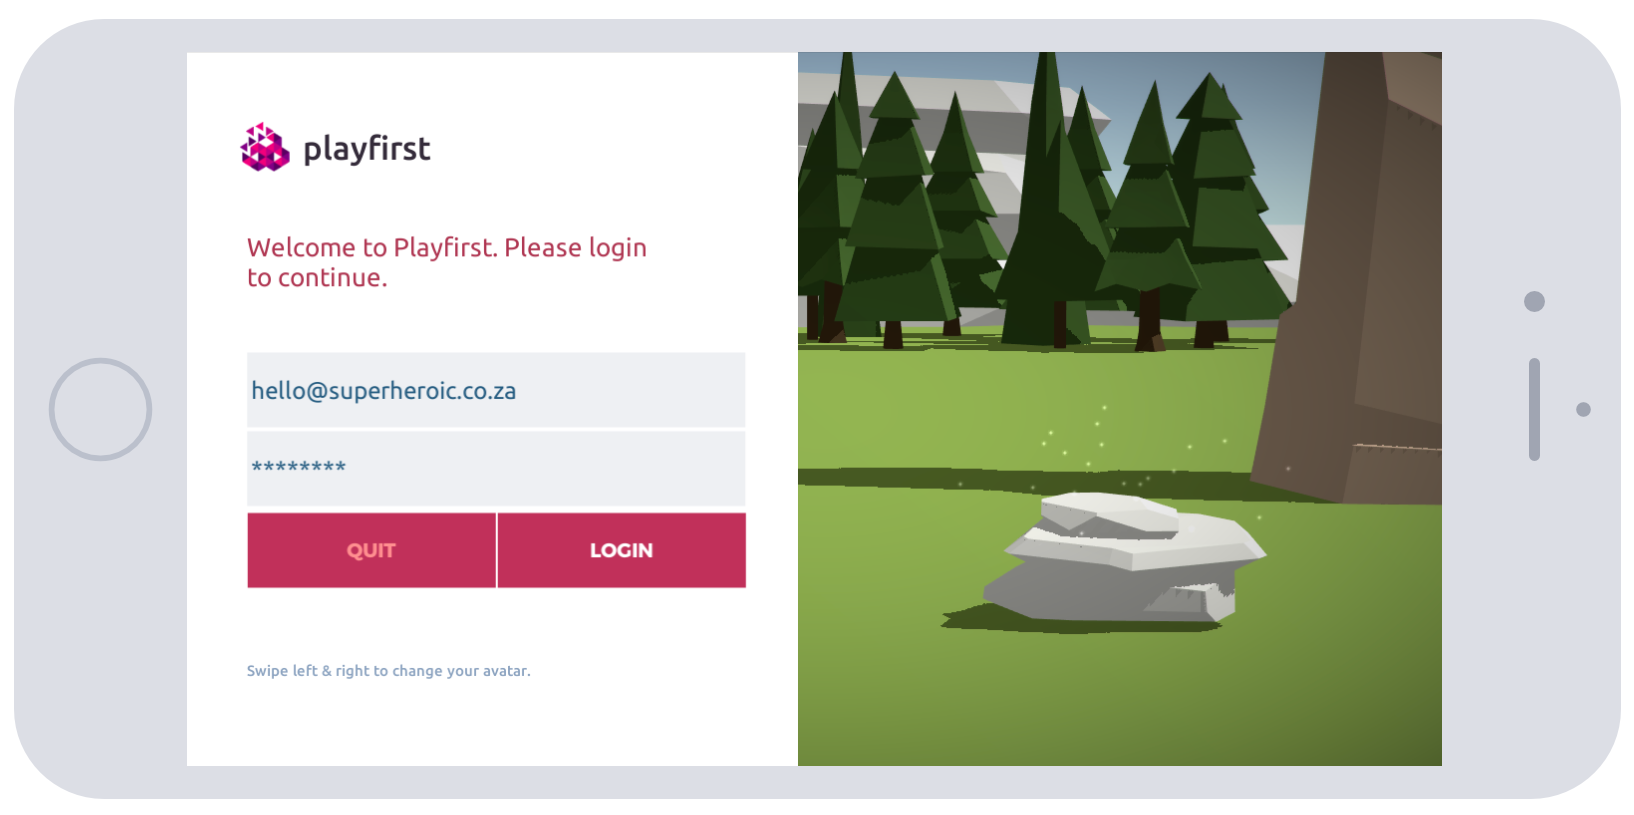 playfirst
Welcome to Playfirst. Please login
to continue.
hello@superheroic.co.za
********
QUIT
LOGIN
Swipe left & right to change your avatar.